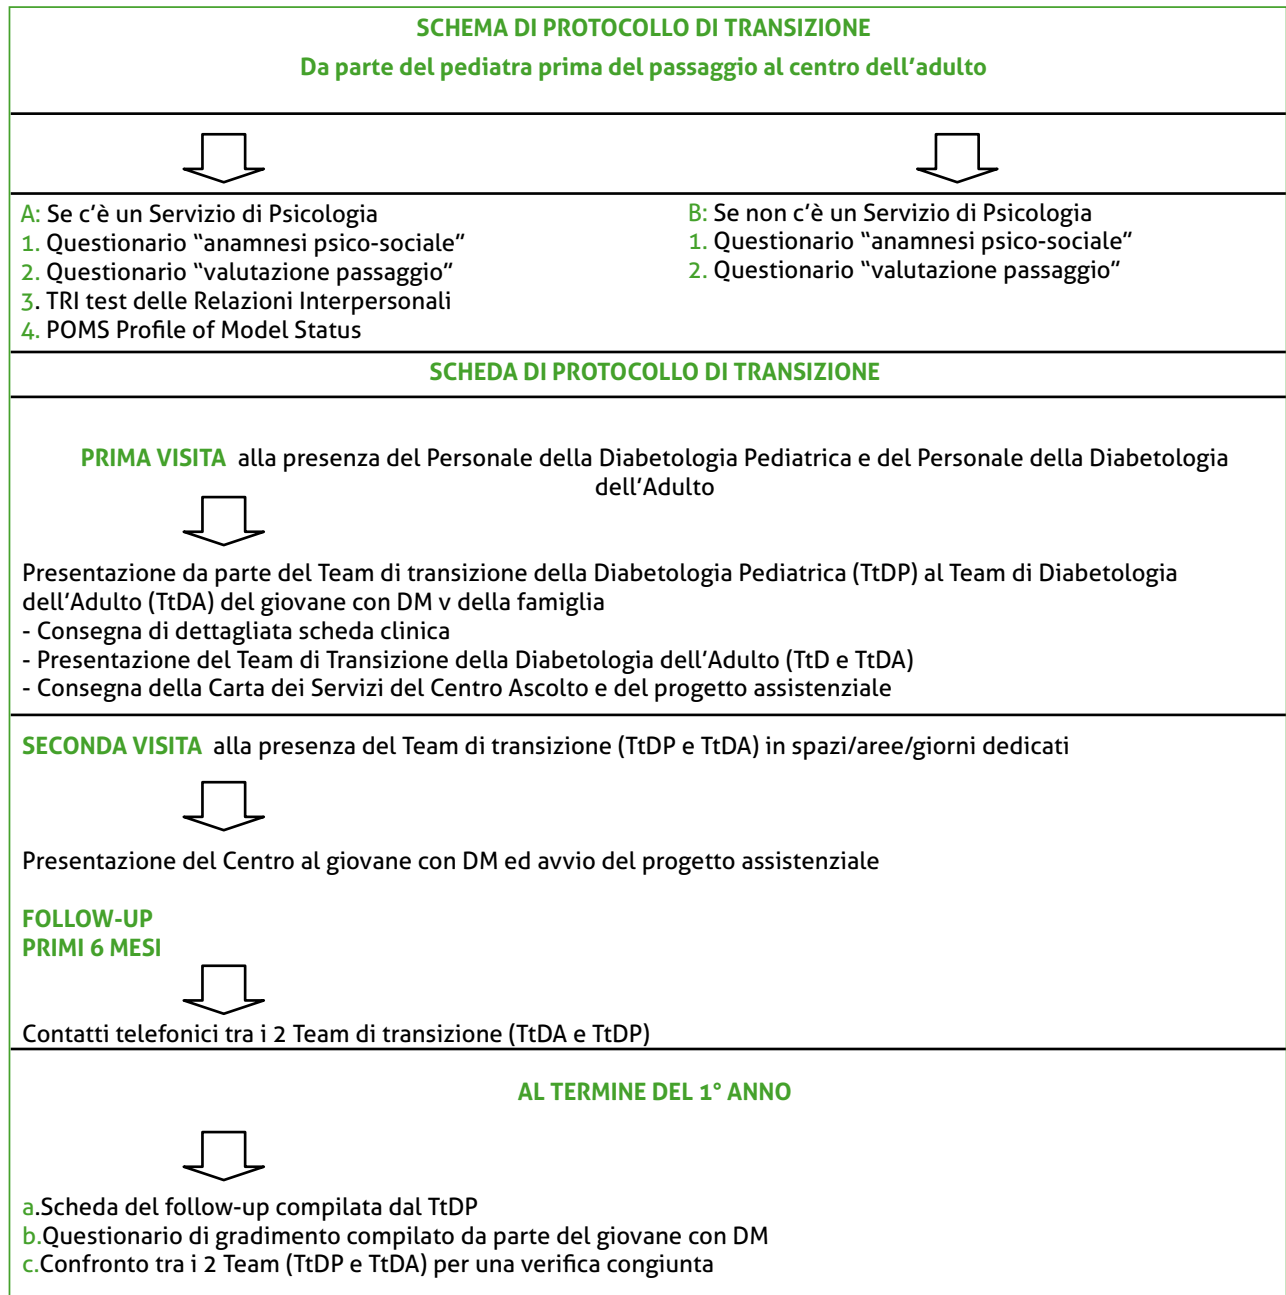 SCHEMA DI PROTOCOLLO DI TRANSIZIONE
Da parte del pediatra prima del passaggio al centro dell'adulto
A: Se c'è un Servizio di Psicologia
1. Questionario "anamnesi psico-sociale"
2. Questionario "valutazione passaggio"
3. TRI test delle Relazioni Interpersonali
4. POMS Profile of Model Status
B: Se non c'è un Servizio di Psicologia
1. Questionario "anamnesi psico-sociale"
2. Questionario "valutazione passaggio"
SCHEDA DI PROTOCOLLO DI TRANSIZIONE
PRIMA VISITA alla presenza del Personale della Diabetologia Pediatrica e del Personale della Diabetologia
dell'Adulto
Presentazione da parte del Team di transizione della Diabetologia Pediatrica (TtDP) al Team di Diabetologia
dell'Adulto (TtDA) del giovane con DM v della famiglia
- Consegna di dettagliata scheda clinica
- Presentazione del Team di Transizione della Diabetologia dell'Adulto (TtD e TtDA)
- Consegna della Carta dei Servizi del Centro Ascolto e del progetto assistenziale
SECONDA VISITA alla presenza del Team di transizione (TtDP e TtDA) in spazi/aree/giorni dedicati
Presentazione del Centro al giovane con DM ed avvio del progetto assistenziale
FOLLOW-UP
PRIMI 6 MESI
Contatti telefonici tra i 2 Team di transizione (TtDA e TtDP)
AL TERMINE DEL 1° ANNO
a.Scheda del follow-up compilata dal TtDP
b.Questionario di gradimento compilato da parte del giovane con DM
c.Confronto tra i 2 Team (TtDP e TtDA) per una verifica congiunta